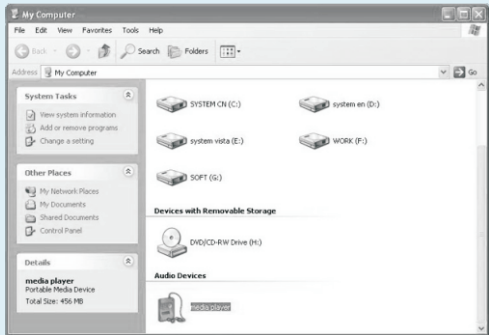 My Computer
File Edit View Favorites Tools Help
Back Search Folders
Address My Computer Go
System Tasks
View system information
Add or remove programs
Change a setting
Other Places
My Network Places
My Documents
Shared Documents
Control Panel
Details
media player
Portable Media Device
Total Size: 456 MB
SYSTEM CN (C:) system en (D:)
system vista (E:) WORK (F:)
SOFT (G:)
Devices with Removable Storage
DVD/CD-RW Drive (H:)
Audio Devices
media player